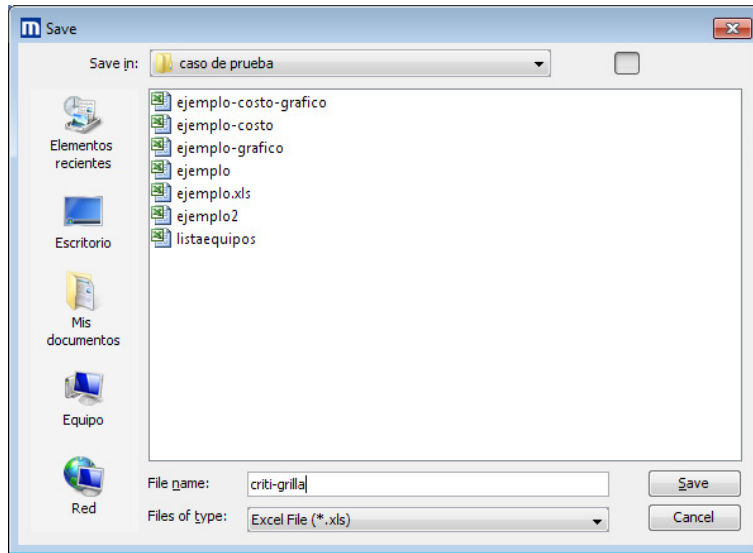 m Save
Save in: caso de prueba
ejemplo-costo-grafico
ejemplo-costo
ejemplo-grafico
ejemplo
ejemplo.xls
ejemplo2
listaequipos
Elementos
recientes
Escritorio
Mis
documentos
Equipo
Red
File name: criti-grilla Save
Files of type: Excel File (*.xls) Cancel